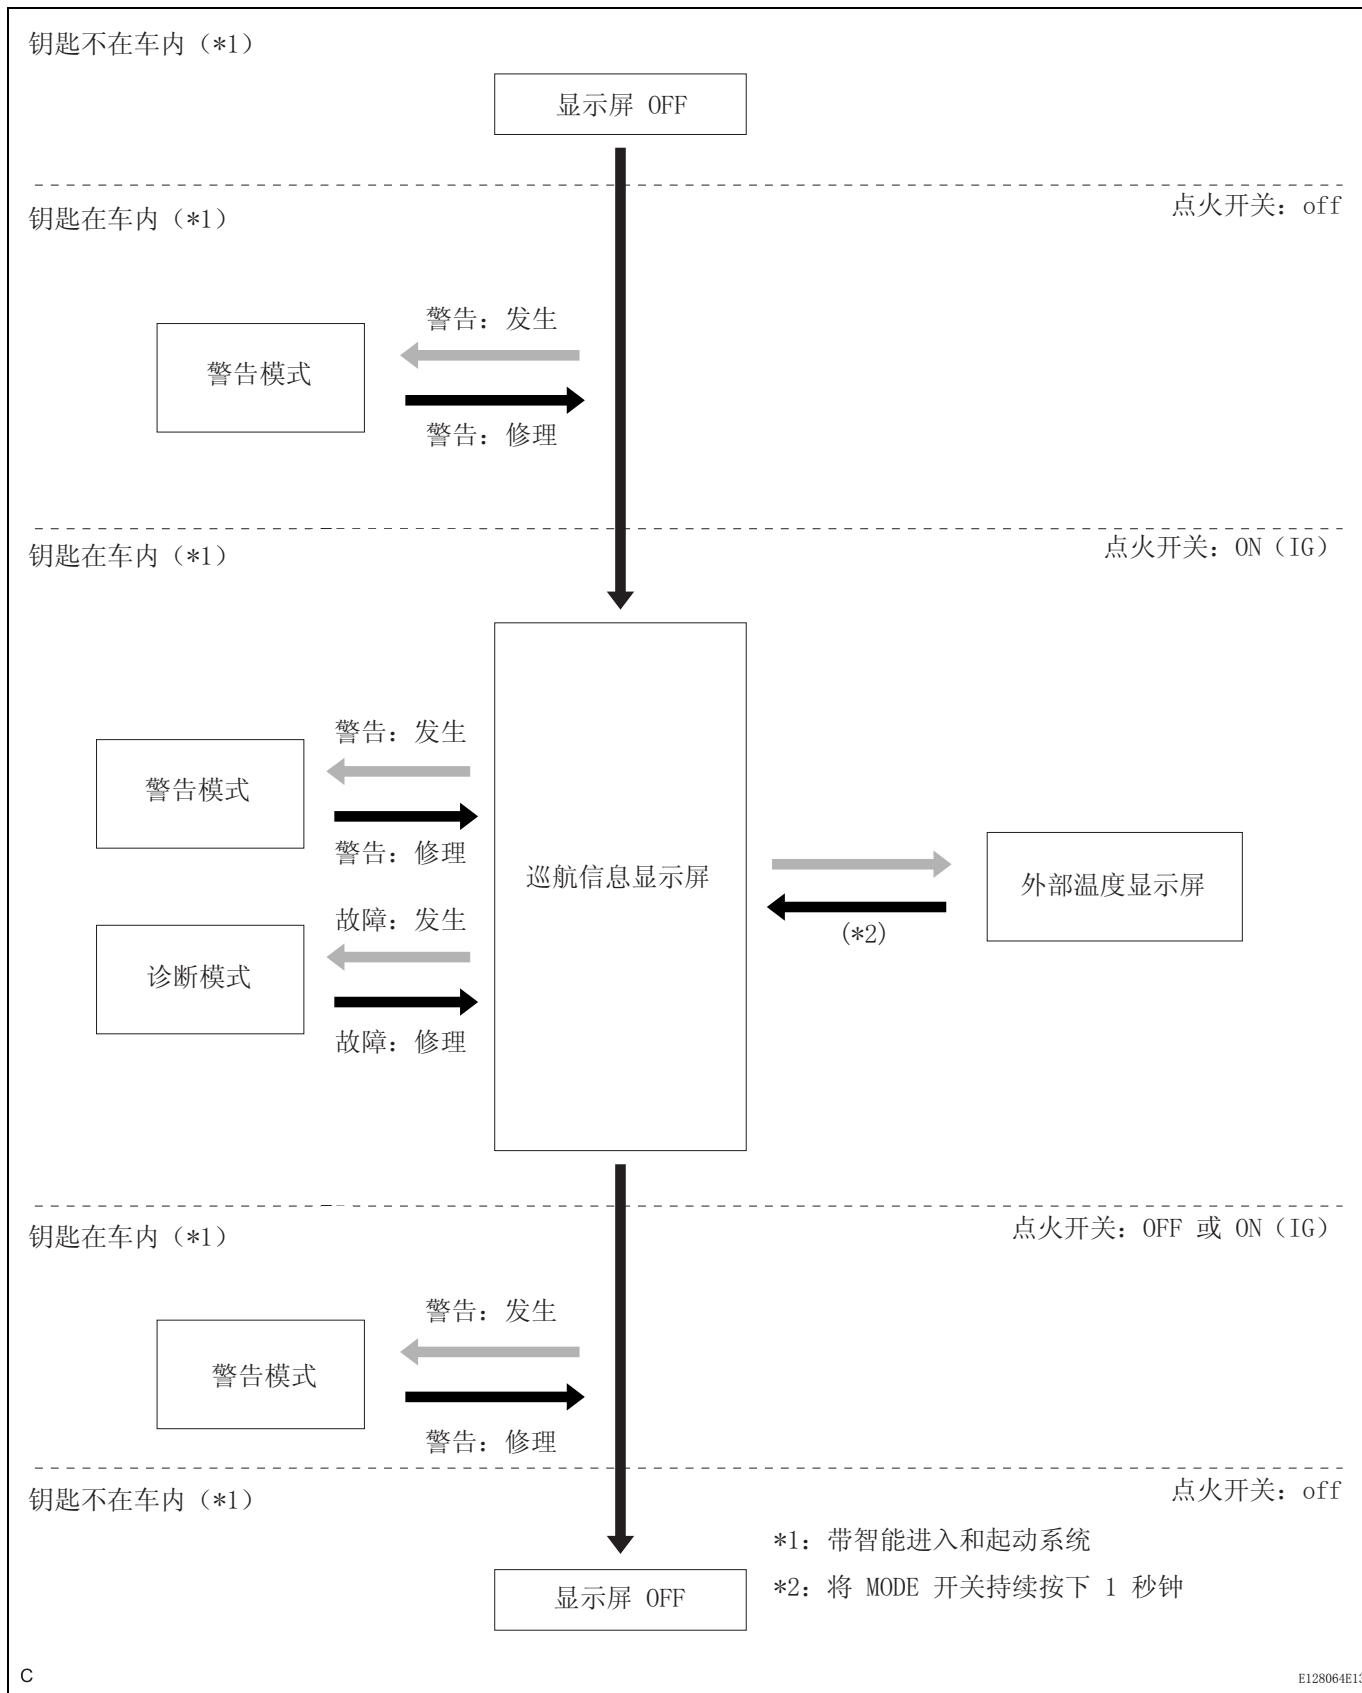 钥匙不在车内（*1）
显示屏 OFF
点火开关：off
钥匙在车内（*1）
警告：发生
警告模式
警告：修理
点火开关：ON（IG）
钥匙在车内（*1）
警告：发生
警告模式
警告：修理
巡航信息显示屏
外部温度显示屏
(*2)
故障：发生
诊断模式
故障：修理
点火开关：OFF 或 ON（IG）
钥匙在车内（*1）
警告：发生
警告模式
警告：修理
点火开关：off
钥匙不在车内（*1）
*1：带智能进入和起动系统
*2：将 MODE 开关持续按下 1 秒钟
显示屏 OFF
C
E128064E13